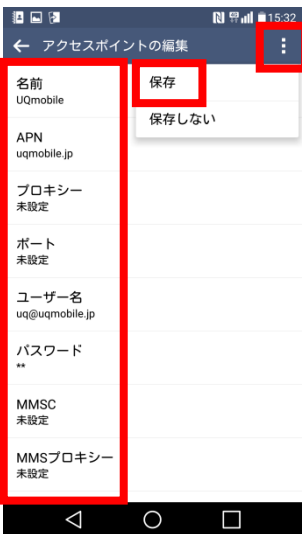 15:32
アクセスポイントの編集
名前
UQmobile
保存
保存しない
APN
uqmobile.jp
プロキシー
未設定
ポート
未設定
ユーザー名
uq@uqmobile.jp
パスワード
**
MMSC
未設定
MMSプロキシー
未設定